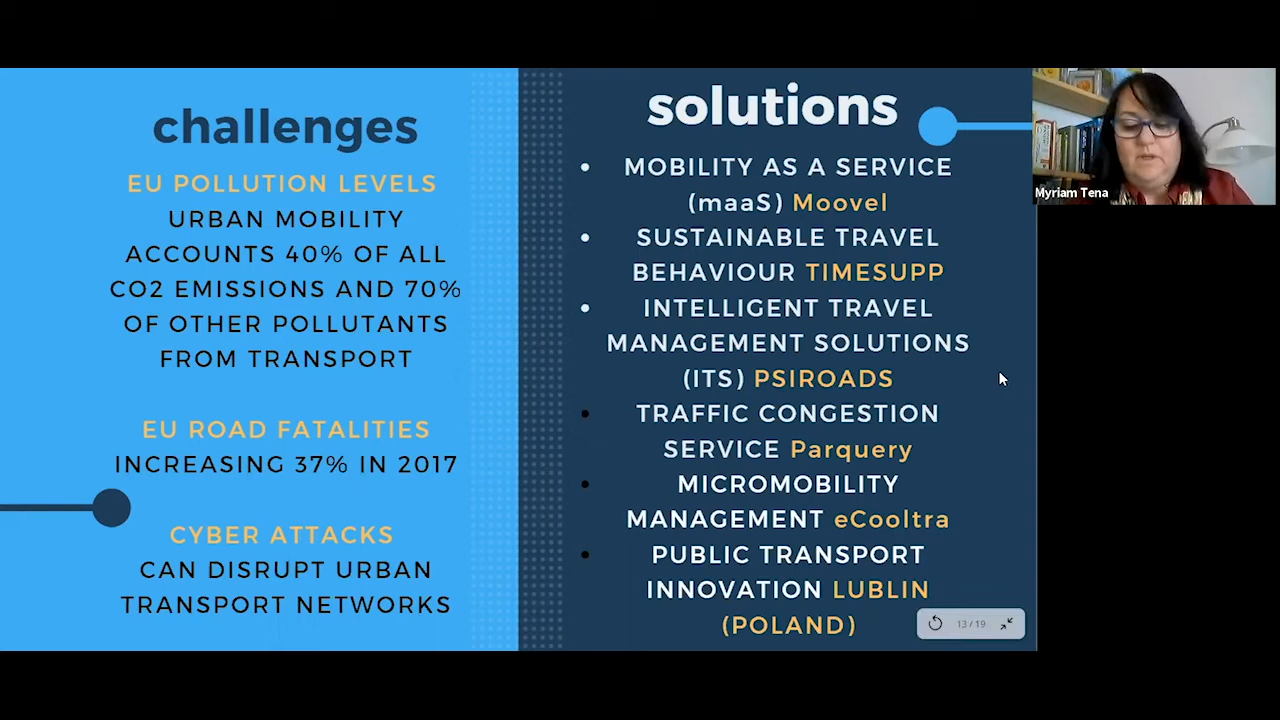 challenges
EU POLLUTION LEVELS
URBAN MOBILITY
ACCOUNTS 40% OF ALL
CO2 EMISSIONS AND 70%
OF OTHER POLLUTANTS
FROM TRANSPORT
EU ROAD FATALITIES
INCREASING 37% IN 2017
CYBER ATTACKS
CAN DISRUPT URBAN
TRANSPORT NETWORKS
solutions
• MOBILITY AS A SERVICE
(maaS) Moovel
• SUSTAINABLE TRAVEL
BEHAVIOUR TIMESUPP
• INTELLIGENT TRAVEL
MANAGEMENT SOLUTIONS
(ITS) PSIROADS
• TRAFFIC CONGESTION
SERVICE Parquery
• MICROMOBILITY
MANAGEMENT eCooltra
• PUBLIC TRANSPORT
INNOVATION LUBLIN
(POLAND)
13 / 19
Myriam Tena